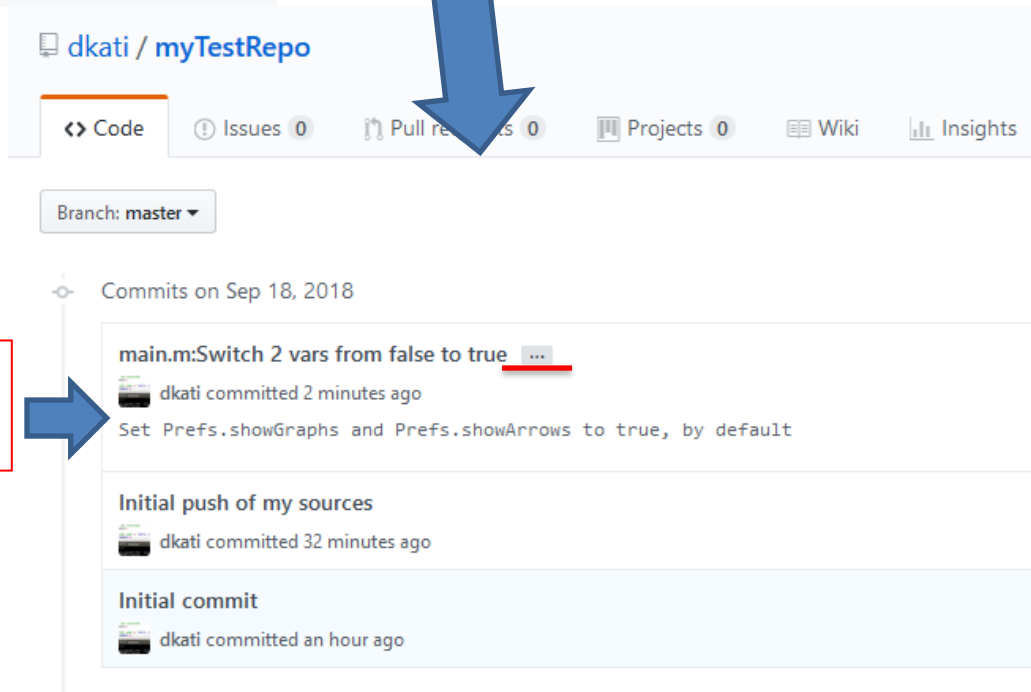 dkati / myTestRepo
Code Issues 0 Pull 0 Projects 0 Wiki Insights
Branch: master
Commits on Sep 18, 2018
main.m:Switch 2 vars from false to true ...
dkati committed 2 minutes ago
Set Prefs.showGraphs and Prefs.showArrows to true, by default
Initial push of my sources
dkati committed 32 minutes ago
Initial commit
dkati committed an hour ago